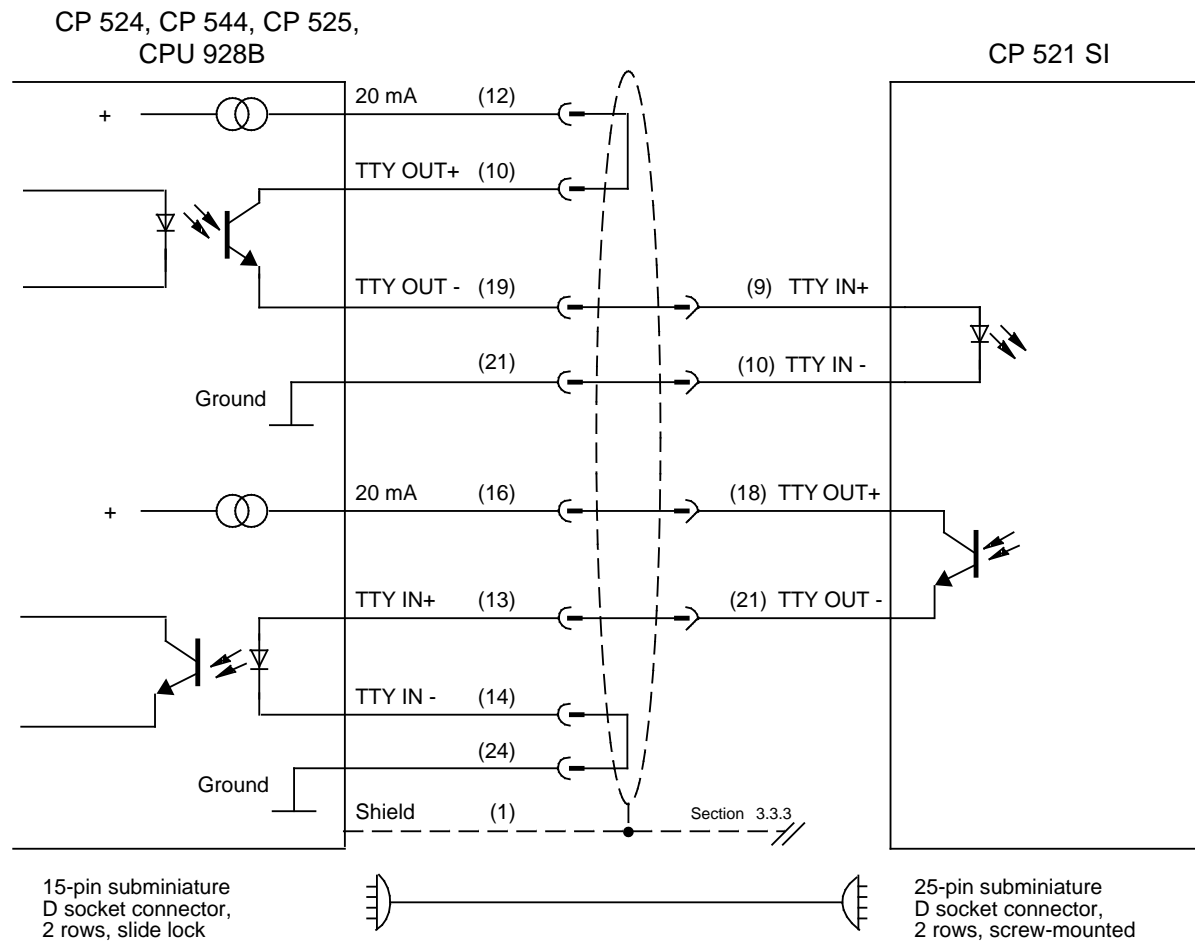 CP 524, CP 544, CP 525,
CPU 928B
CP 521 SI
20 mA (12)
+
TTY OUT+ (10)
TTY OUT - (19)
(9) TTY IN+
(21)
(10) TTY IN -
Ground
20 mA (16)
(18) TTY OUT+
+
TTY IN+ (13)
(21) TTY OUT -
TTY IN - (14)
(24)
Ground
Shield (1)
Section 3.3.3
15-pin subminiature
D socket connector,
2 rows, slide lock
25-pin subminiature
D socket connector,
2 rows, screw-mounted